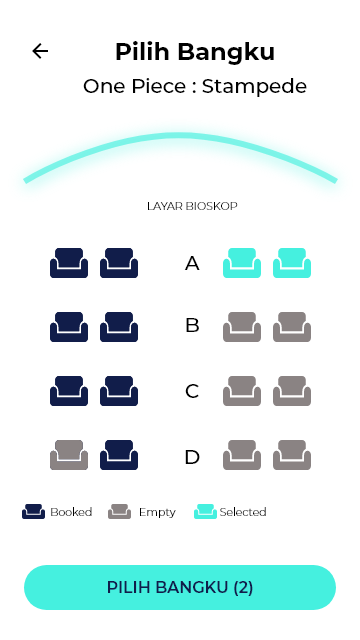 Pilih Bangku
One Piece : Stampede
LAYAR BIOSKOP
A
B
C
D
Booked Empty Selected
PILIH BANGKU (2)